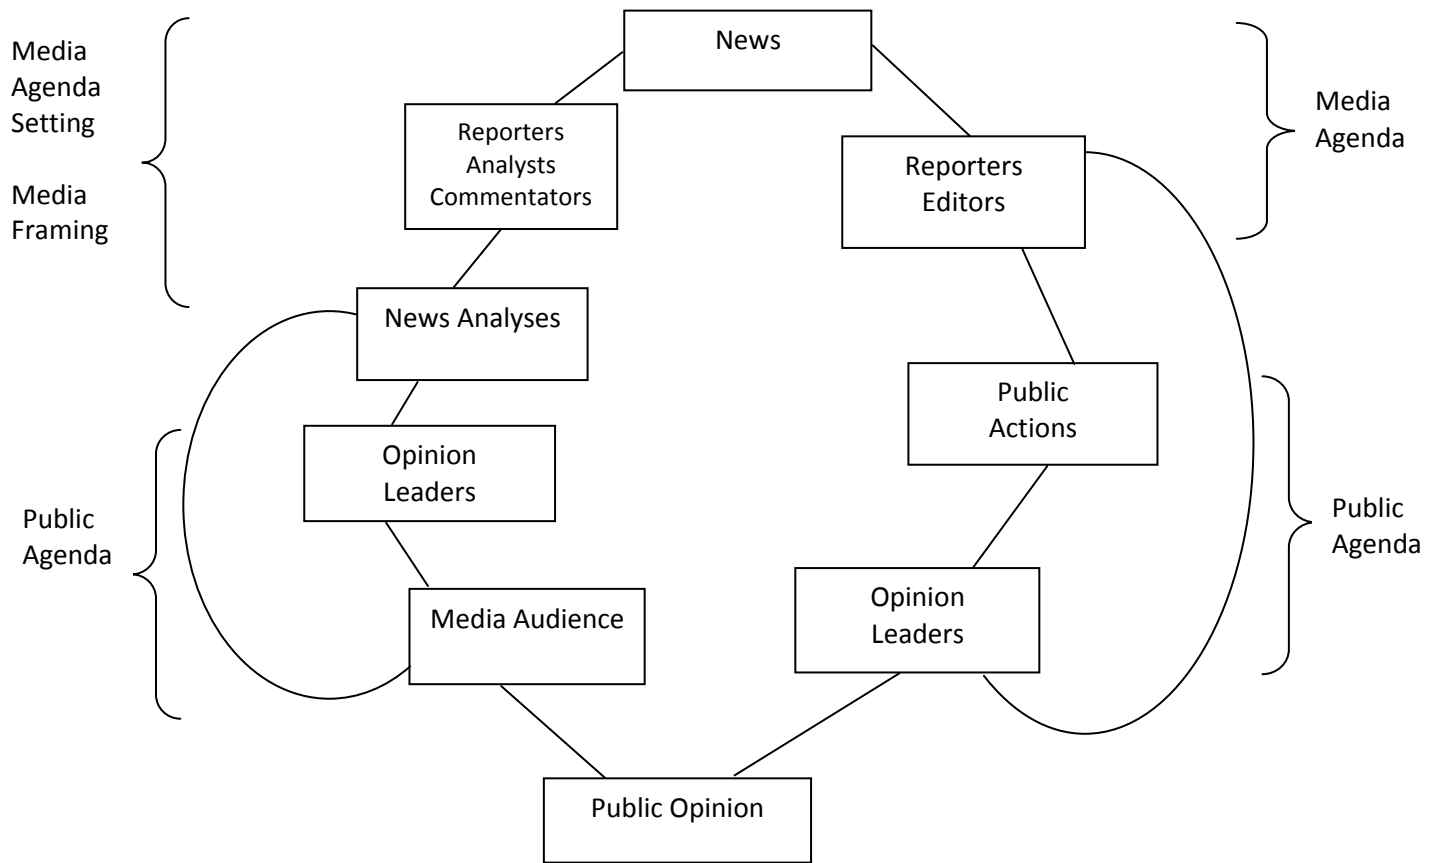 News
Media
Agenda
Setting
Media
Framing
Reporters
Analysts
Commentators
Reporters
Editors
Media
Agenda
News Analyses
Public
Actions
Opinion
Leaders
Public
Agenda
Public
Agenda
Media Audience
Opinion
Leaders
Public Opinion